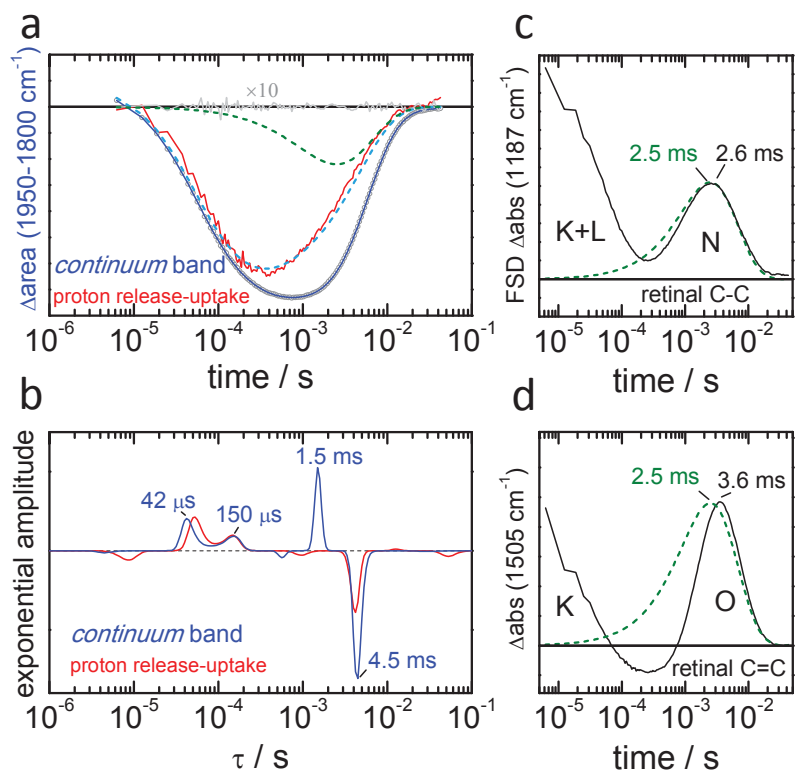 a
×10
Δarea (1950-1800 cm⁻¹)
continuum band
proton release-uptake
10⁻⁶ 10⁻⁵ 10⁻⁴ 10⁻³ 10⁻² 10⁻¹
time / s
b
1.5 ms
42 μs
150 μs
4.5 ms
exponential amplitude
continuum band
proton release-uptake
10⁻⁶ 10⁻⁵ 10⁻⁴ 10⁻³ 10⁻² 10⁻¹
τ / s
c
2.5 ms
2.6 ms
K+L
N
FSD Δabs (1187 cm⁻¹)
retinal C-C
10⁻⁵ 10⁻⁴ 10⁻³ 10⁻²
time / s
d
2.5 ms
3.6 ms
K
O
Δabs (1505 cm⁻¹)
retinal C=C
10⁻⁵ 10⁻⁴ 10⁻³ 10⁻²
time / s